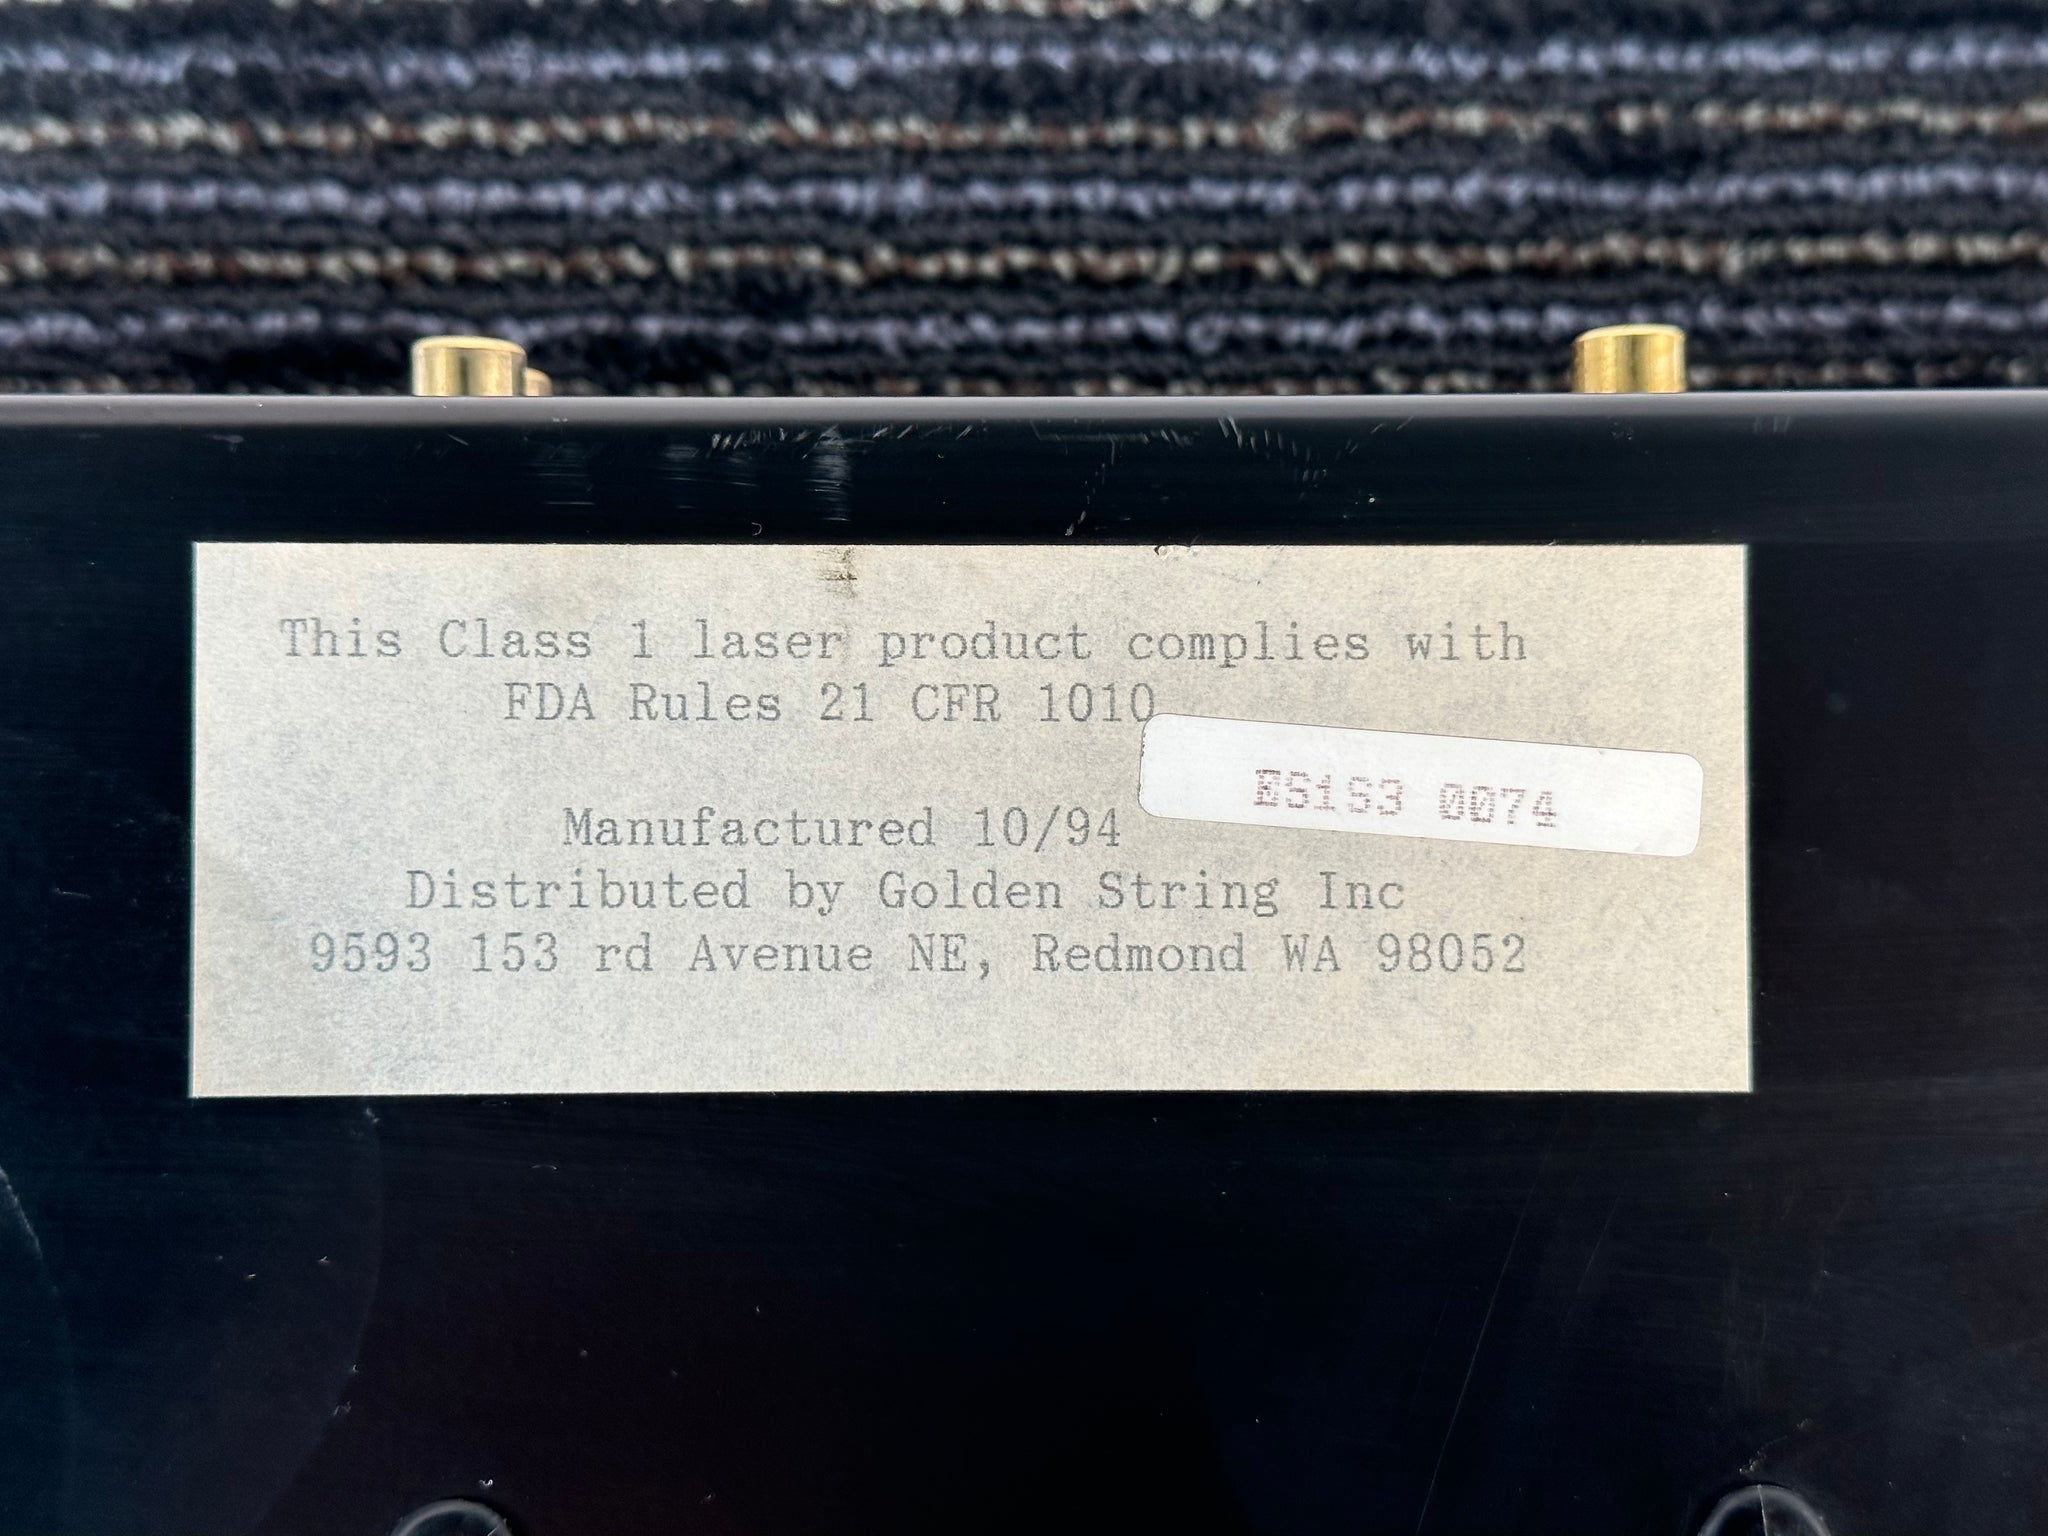 This Class 1 laser product complies with
FDA Rules 21 CFR 1010
0074
Manufactured 10/94
Distributed by Golden String Inc
9593 153 rd Avenue NE, Redmond WA 98052